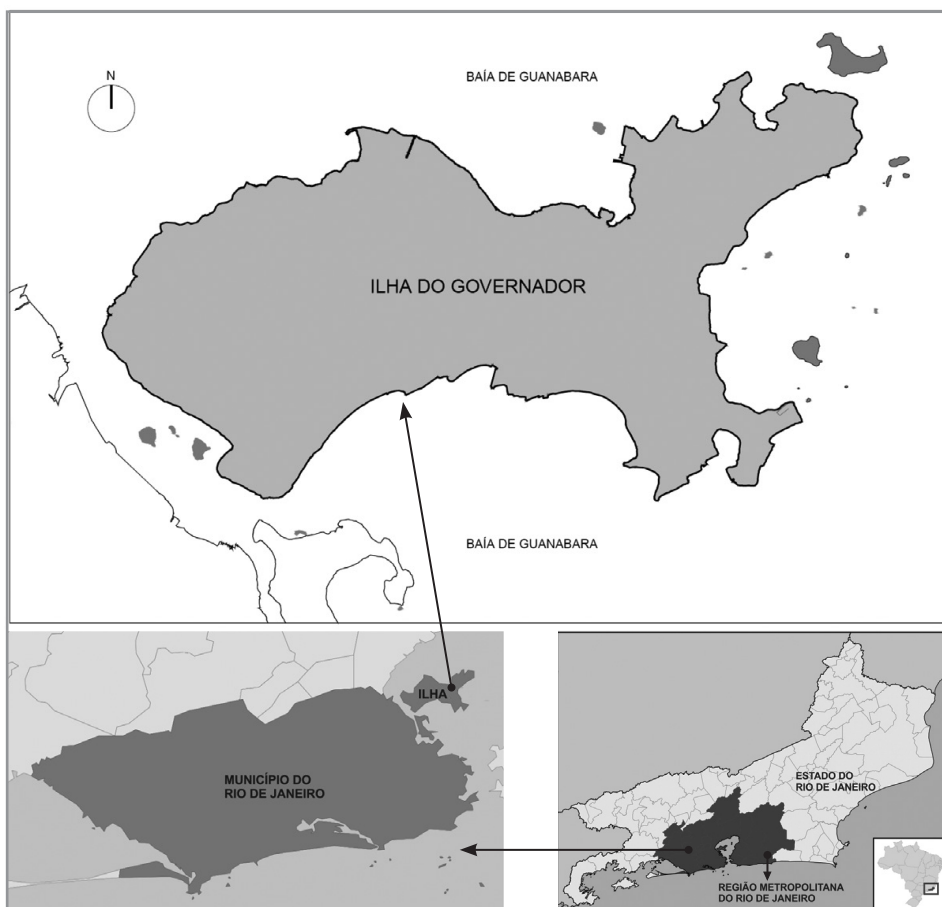 N
BAÍA DE GUANABARA
ILHA DO GOVERNADOR
BAÍA DE GUANABARA
ILHA
MUNICÍPIO DO
RIO DE JANEIRO
ESTADO DO
RIO DE JANEIRO
REGIÃO METROPOLITANA
DO RIO DE JANEIRO